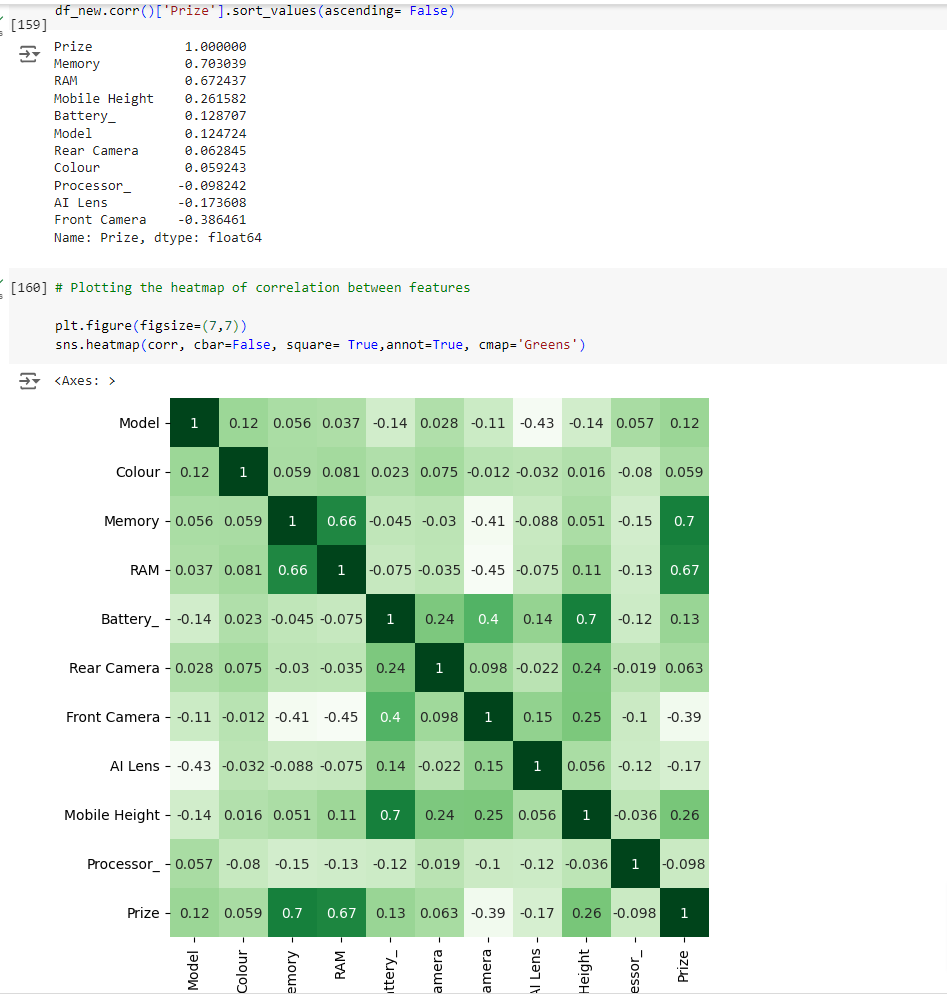 df_new.corr()['Prize'].sort_values(ascending= False)
[159]
Prize 1.000000
Memory 0.703039
RAM 0.672437
Mobile Height 0.261582
Battery_ 0.128707
Model 0.124724
Rear Camera 0.062845
Colour 0.059243
Processor_ -0.098242
AI Lens -0.173608
Front Camera -0.386461
Name: Prize, dtype: float64
[160] # Plotting the heatmap of correlation between features
plt.figure(figsize=(7,7))
sns.heatmap(corr, cbar=False, square= True,annot=True, cmap='Greens')
<Axes: >
Model 1 0.12 0.056 0.037 -0.14 0.028 -0.11 -0.43 -0.14 0.057 0.12
Colour 0.12 1 0.059 0.081 0.023 0.075 -0.012 -0.032 0.016 -0.08 0.059
Memory 0.056 0.059 1 0.66 -0.045 -0.03 -0.41 -0.088 0.051 -0.15 0.7
RAM 0.037 0.081 0.66 1 -0.075 -0.035 -0.45 -0.075 0.11 -0.13 0.67
Battery_ -0.14 0.023 -0.045 -0.075 1 0.24 0.4 0.14 0.7 -0.12 0.13
Rear Camera 0.028 0.075 -0.03 -0.035 0.24 1 0.098 -0.022 0.24 -0.019 0.063
Front Camera -0.11 -0.012 -0.41 -0.45 0.4 0.098 1 0.15 0.25 -0.1 -0.39
AI Lens -0.43 -0.032 -0.088 -0.075 0.14 -0.022 0.15 1 0.056 -0.12 -0.17
Mobile Height -0.14 0.016 0.051 0.11 0.7 0.24 0.25 0.056 1 -0.036 0.26
Processor_ 0.057 -0.08 -0.15 -0.13 -0.12 -0.019 -0.1 -0.12 -0.036 1 -0.098
Prize 0.12 0.059 0.7 0.67 0.13 0.063 -0.39 -0.17 0.26 -0.098 1
Model Colour emory RAM ttery_ amera amera AI Lens Height essor_ Prize